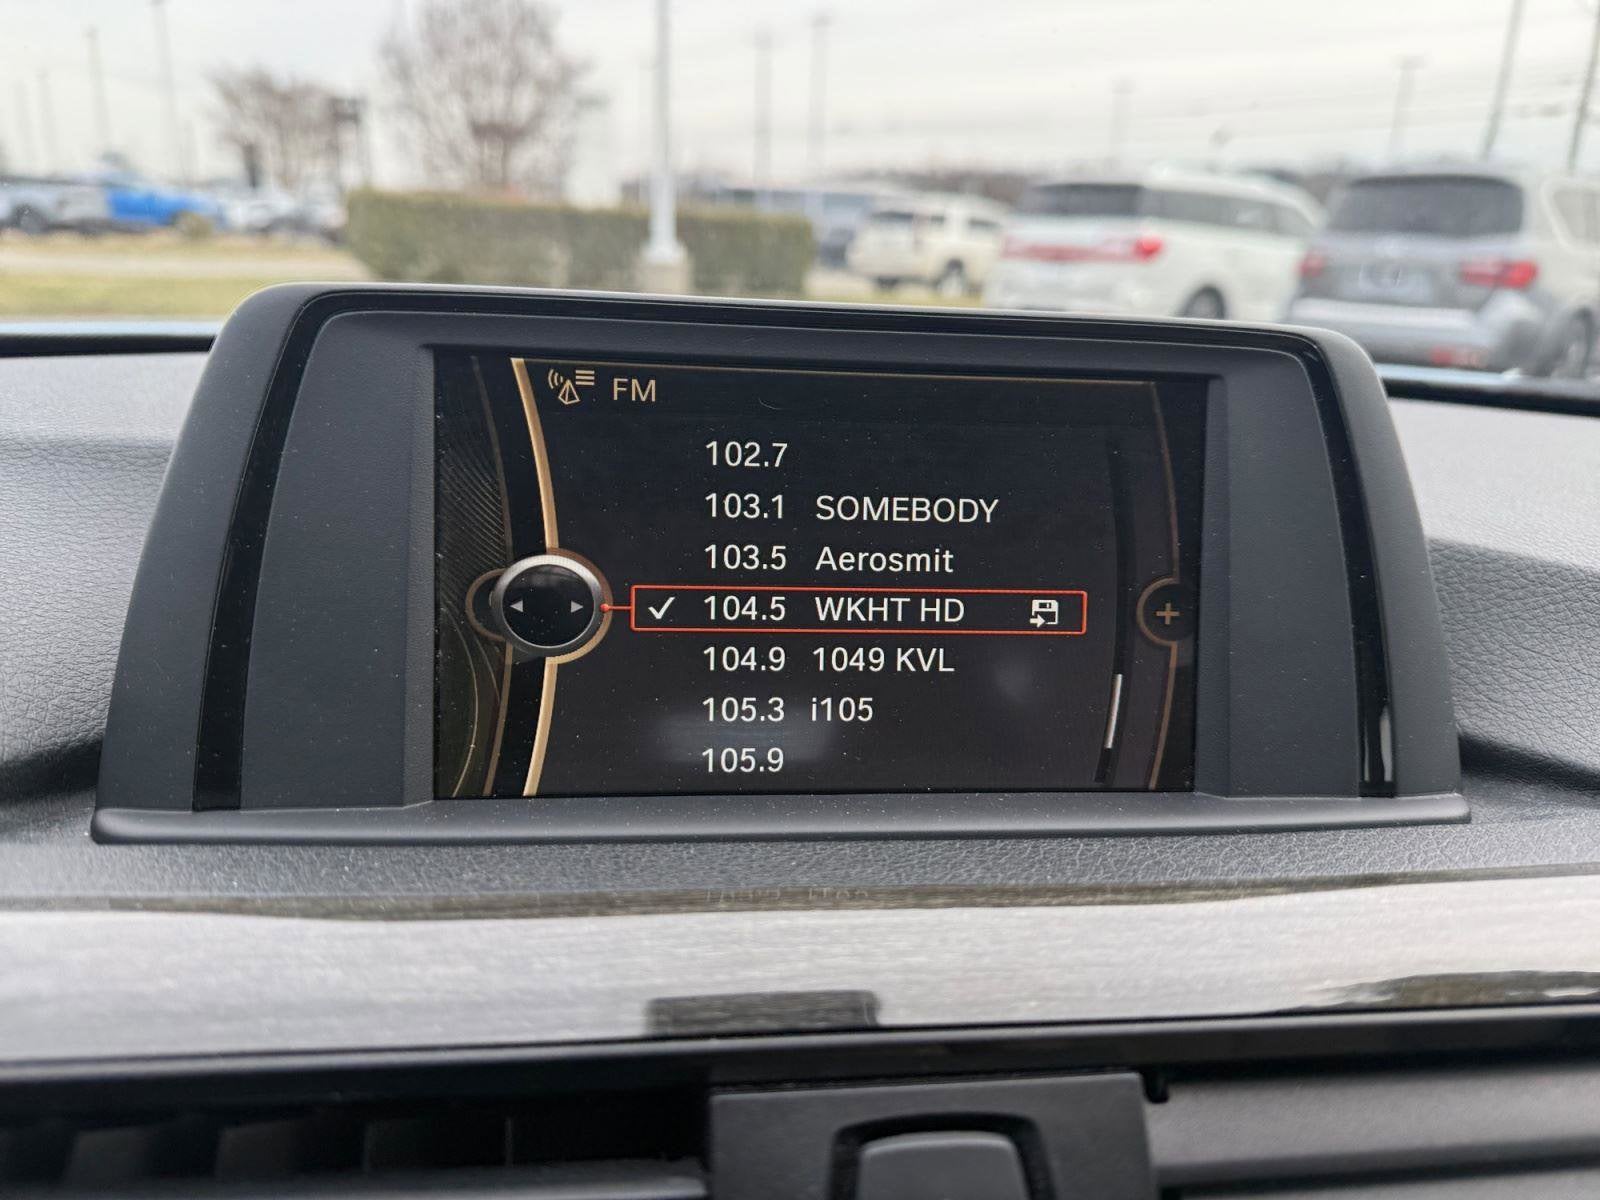 FM
102.7
103.1 SOMEBODY
103.5 Aerosmit
104.5 WKHT HD
104.9 1049 KVL
105.3 i105
105.9